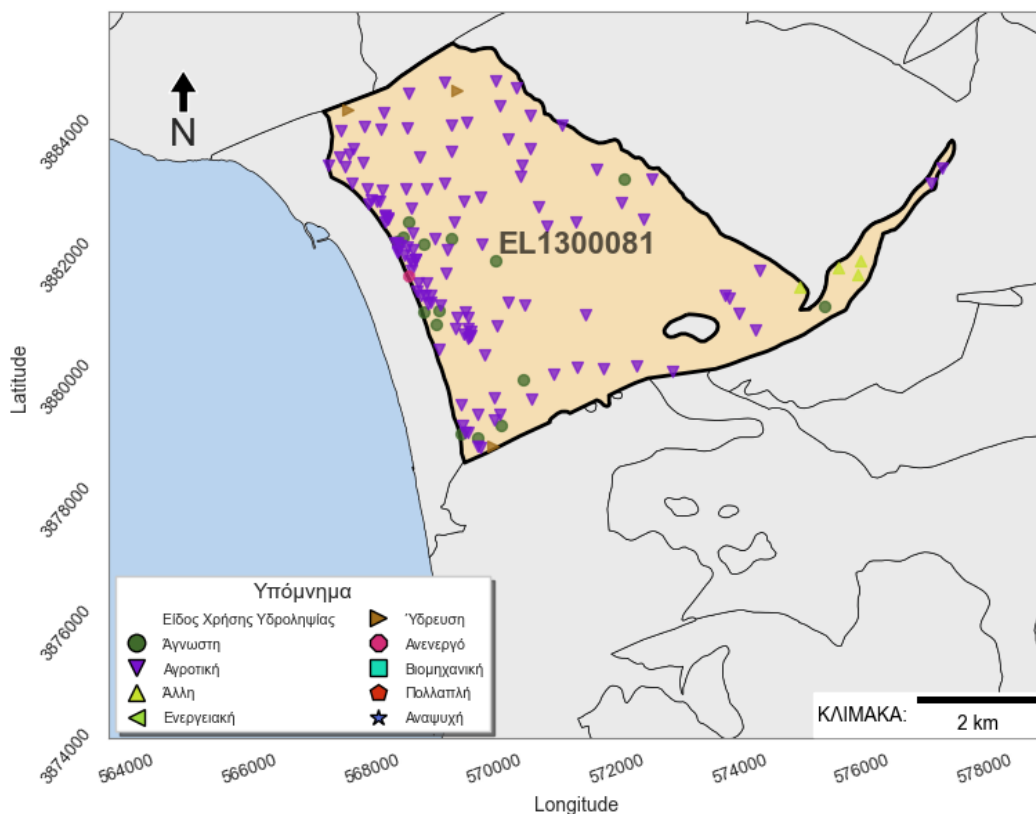 N
EL1300081
3884000
3882000
3880000
3878000
3876000
3874000
Latitude
564000
566000
568000
570000
572000
574000
576000
578000
Longitude
Υπόμνημα
Είδος Χρήσης Υδροληψίας
Άγνωστη
Αγροτική
Άλλη
Ενεργειακή
Ύδρευση
Ανενεργό
Βιομηχανική
Πολλαπλή
Αναψυχή
ΚΛΙΜΑΚΑ:
2 km